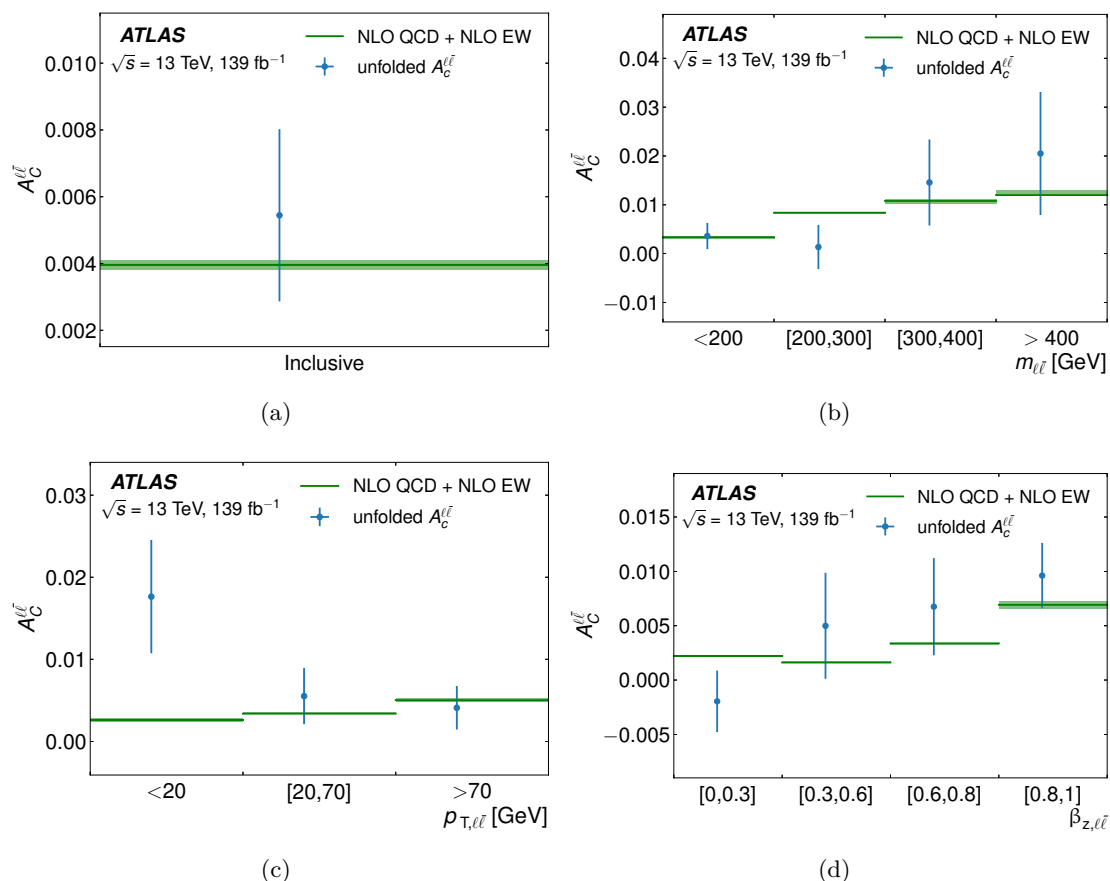 ATLAS
√s = 13 TeV, 139 fb⁻¹
NLO QCD + NLO EW
unfolded A_c^{ℓℓ̄}
A_C^{ℓℓ̄}
0.010
0.008
0.006
0.004
0.002
Inclusive
(a)
ATLAS
√s = 13 TeV, 139 fb⁻¹
NLO QCD + NLO EW
unfolded A_c^{ℓℓ̄}
A_C^{ℓℓ̄}
0.04
0.03
0.02
0.01
0.00
−0.01
<200 [200,300] [300,400] > 400
m_{ℓℓ̄} [GeV]
(b)
ATLAS
√s = 13 TeV, 139 fb⁻¹
NLO QCD + NLO EW
unfolded A_c^{ℓℓ̄}
A_C^{ℓℓ̄}
0.03
0.02
0.01
0.00
<20 [20,70] >70
p_{T,ℓℓ̄} [GeV]
(c)
ATLAS
√s = 13 TeV, 139 fb⁻¹
NLO QCD + NLO EW
unfolded A_c^{ℓℓ̄}
A_C^{ℓℓ̄}
0.015
0.010
0.005
0.000
−0.005
[0,0.3] [0.3,0.6] [0.6,0.8] [0.8,1]
β_{z,ℓℓ̄}
(d)